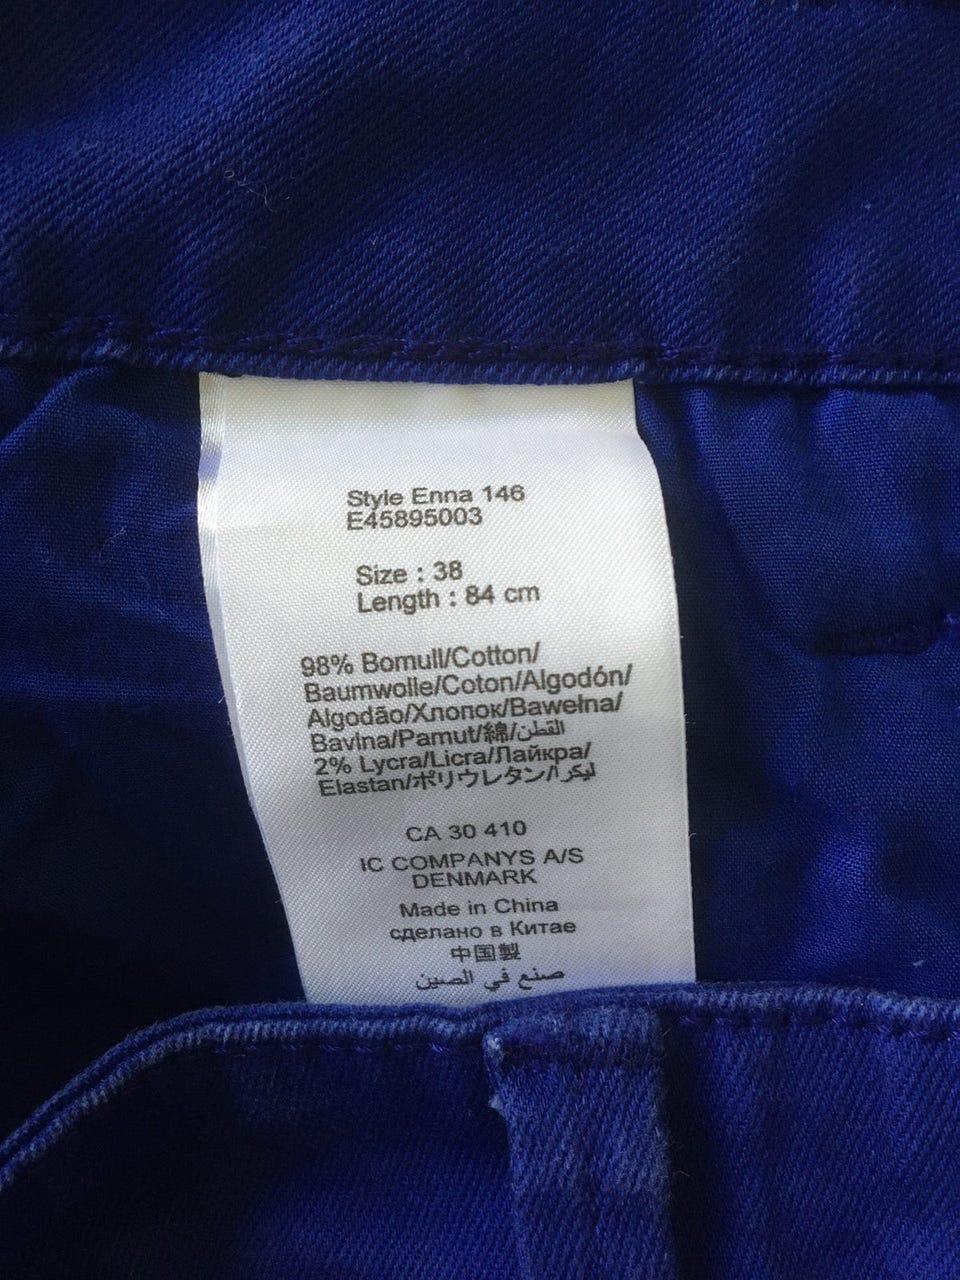 Style Enna 146
E45895003
Size : 38
Length : 84 cm
98% Bomull/Cotton/
Baumwolle/Coton/Algodón/
Algodão/Хлопок/Bawełna/
Bavlna/Pamut/綿/القطن
2% Lycra/Licra/Лайкра/
Elastan/ポリウレタン/ليكرا
CA 30 410
IC COMPANYS A/S
DENMARK
Made in China
сделано в Китае
中国製
صنع في الصين